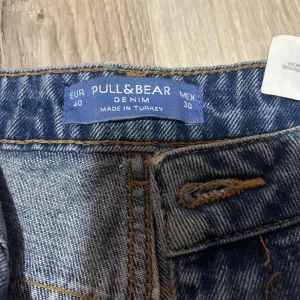 EUR 40
PULL&BEAR
DENIM
MADE IN TURKEY
MEX 30